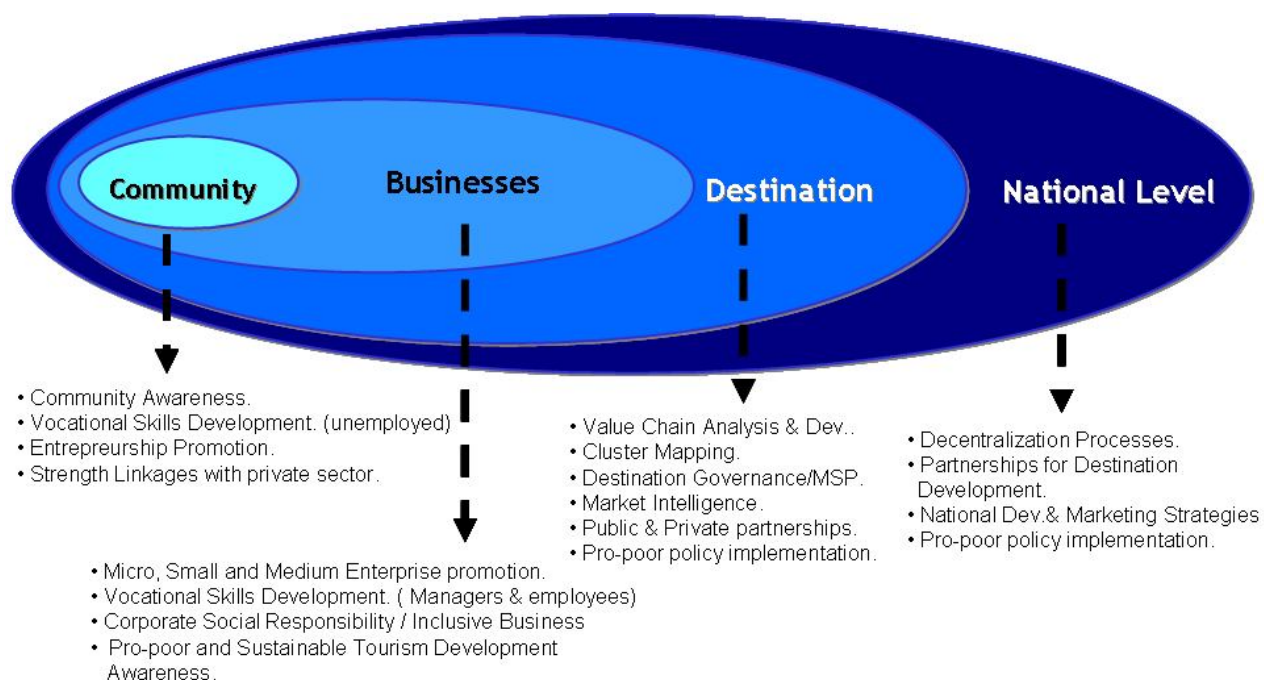 Community
Businesses
Destination
National Level
• Community Awareness.
• Vocational Skills Development. (unemployed)
• Entrepreurship Promotion.
• Strength Linkages with private sector.
• Micro, Small and Medium Enterprise promotion.
• Vocational Skills Development. ( Managers & employees)
• Corporate Social Responsibility / Inclusive Business
• Pro-poor and Sustainable Tourism Development
Awareness.
• Value Chain Analysis & Dev..
• Cluster Mapping.
• Destination Governance/MSP.
• Market Intelligence.
• Public & Private partnerships.
• Pro-poor policy implementation.
• Decentralization Processes.
• Partnerships for Destination
Development.
• National Dev.& Marketing Strategies
• Pro-poor policy implementation.